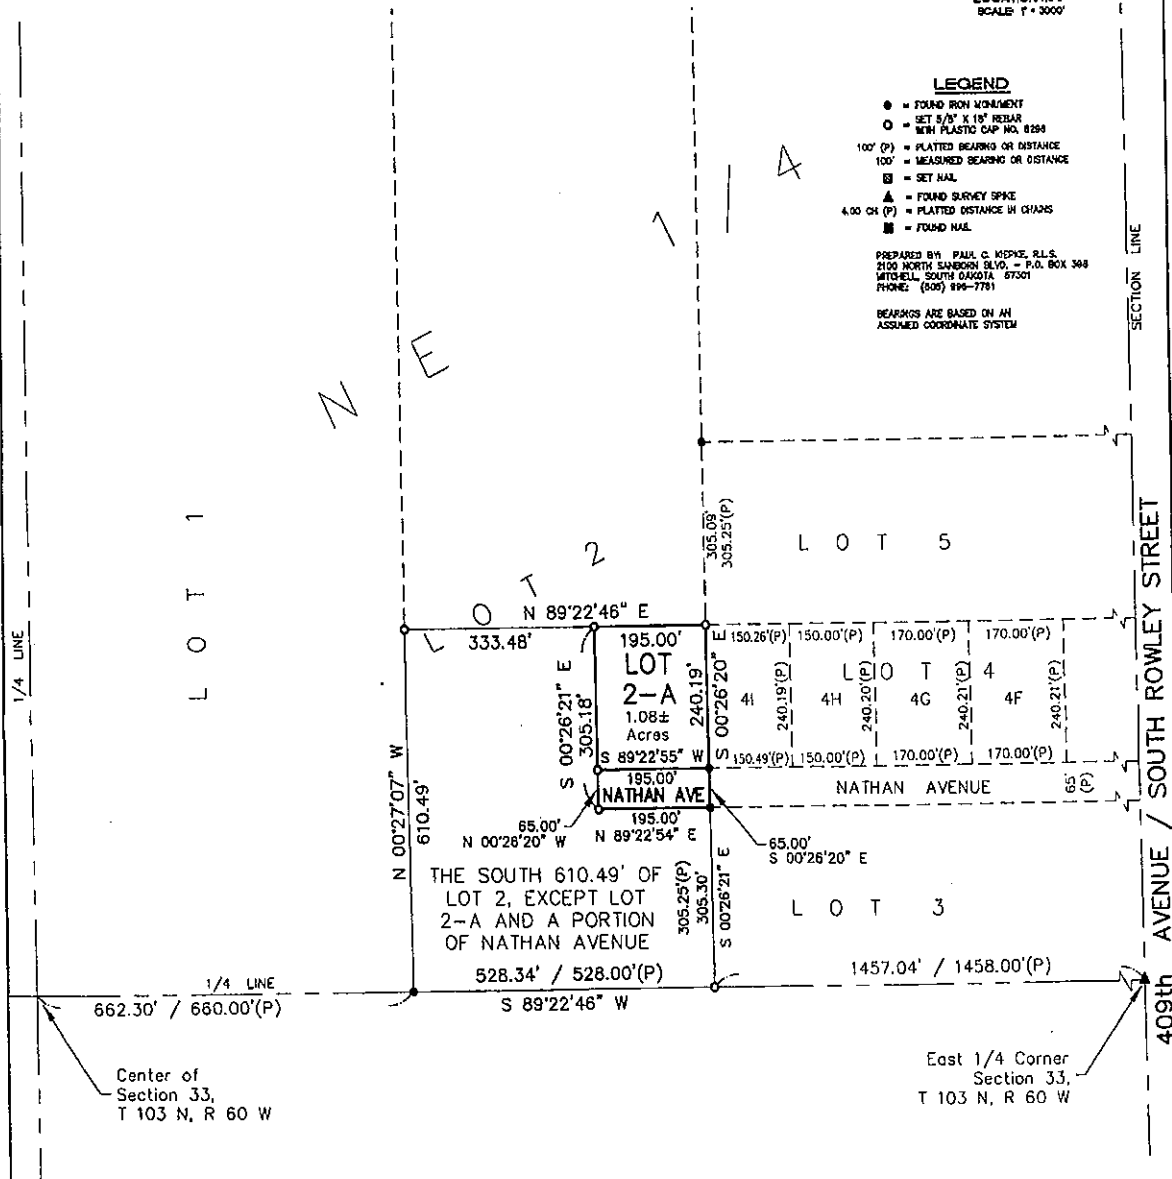 SCALE: 1" = 3000'
LEGEND
= FOUND IRON MONUMENT
= SET 5/8" X 18" REBAR
WITH PLASTIC CAP NO. 8298
100' (P) = PLATTED BEARING OR DISTANCE
100' = MEASURED BEARING OR DISTANCE
= SET NAIL
= FOUND SURVEY SPIKE
4.00 CH (P) = PLATTED DISTANCE IN CHAINS
= FOUND NAIL
PREPARED BY: PAUL C. R.L.S.
2100 NORTH SANBORN BLVD. - P.O. BOX 398
MITCHELL, SOUTH DAKOTA 57301
PHONE: (605) 996-7761
BEARINGS ARE BASED ON AN
ASSUMED COORDINATE SYSTEM
SECTION LINE
NE 1/4
LOT 1
1/4 LINE
LOT 2
305.09'
305.25'(P)
LOT 5
N 89°22'46" E
333.48'
195.00'
LOT
2-A
1.08±
Acres
240.19'
S 00°26'20" E
S 00°26'21" E
305.18'
S 89°22'55" W
195.00'
NATHAN AVE
195.00'
N 89°22'54" E
65.00'
N 00°26'20" W
65.00'
S 00°26'20" E
150.26'(P) 150.00'(P) 170.00'(P) 170.00'(P)
LOT 4
4I 240.19'(P) 4H 240.20'(P) 4G 240.21'(P) 4F 240.21'(P)
150.49'(P) 150.00'(P) 170.00'(P) 170.00'(P)
NATHAN AVENUE
65'
(P)
N 00°27'07" W
610.49'
THE SOUTH 610.49' OF
LOT 2, EXCEPT LOT
2-A AND A PORTION
OF NATHAN AVENUE
305.25'(P)
305.30'
S 00°26'21" E
LOT 3
528.34' / 528.00'(P)
S 89°22'46" W
1457.04' / 1458.00'(P)
1/4 LINE
662.30' / 660.00'(P)
409th AVENUE / SOUTH ROWLEY STREET
Center of
Section 33,
T 103 N, R 60 W
East 1/4 Corner
Section 33,
T 103 N, R 60 W